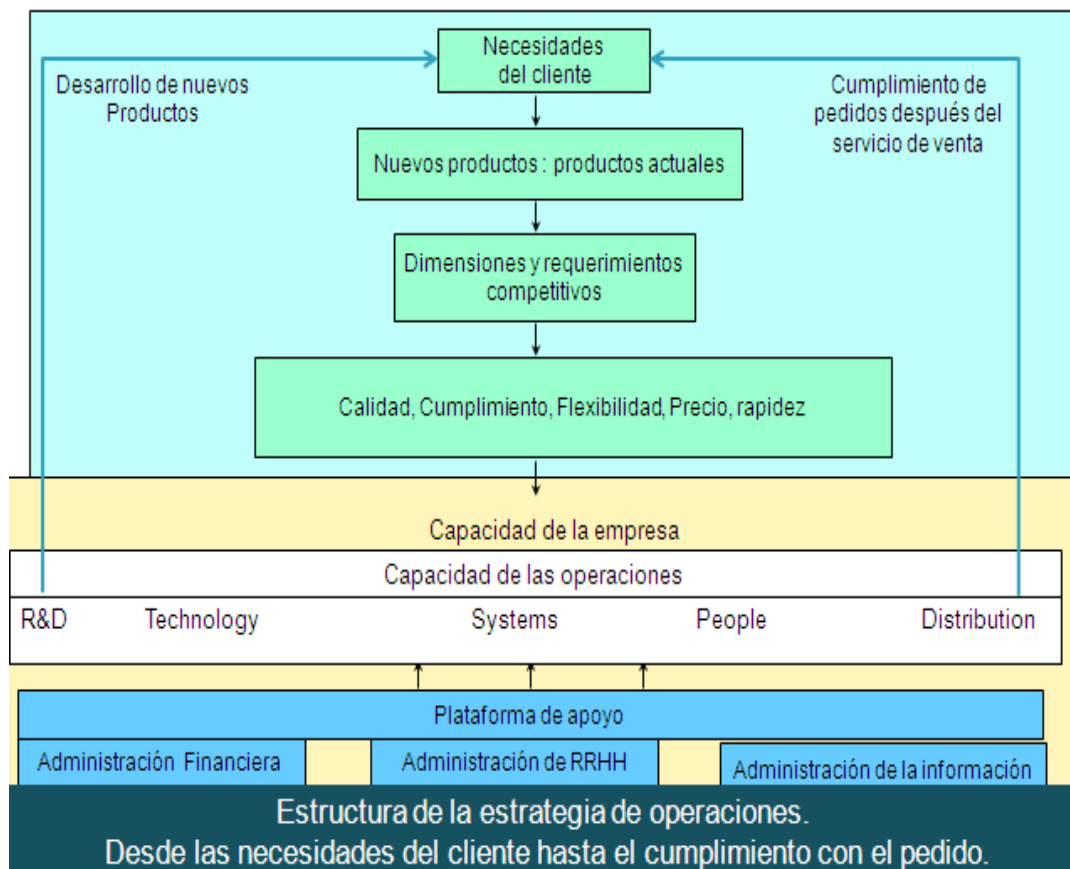 Necesidades
del cliente
Desarrollo de nuevos
Productos
Cumplimiento de
pedidos después del
servicio de venta
Nuevos productos : productos actuales
Dimensiones y requerimientos
competitivos
Calidad, Cumplimiento, Flexibilidad, Precio, rapidez
Capacidad de la empresa
Capacidad de las operaciones
R&D Technology Systems People Distribution
Plataforma de apoyo
Administración Financiera
Administración de RRHH
Administración de la información
Estructura de la estrategia de operaciones.
Desde las necesidades del cliente hasta el cumplimiento con el pedido.